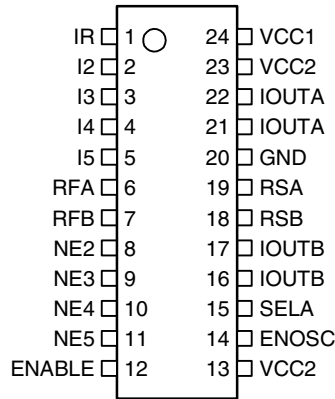 IR 1 24 VCC1
I2 2 23 VCC2
I3 3 22 IOUTA
I4 4 21 IOUTA
I5 5 20 GND
RFA 6 19 RSA
RFB 7 18 RSB
NE2 8 17 IOUTB
NE3 9 16 IOUTB
NE4 10 15 SELA
NE5 11 14 ENOSC
ENABLE 12 13 VCC2